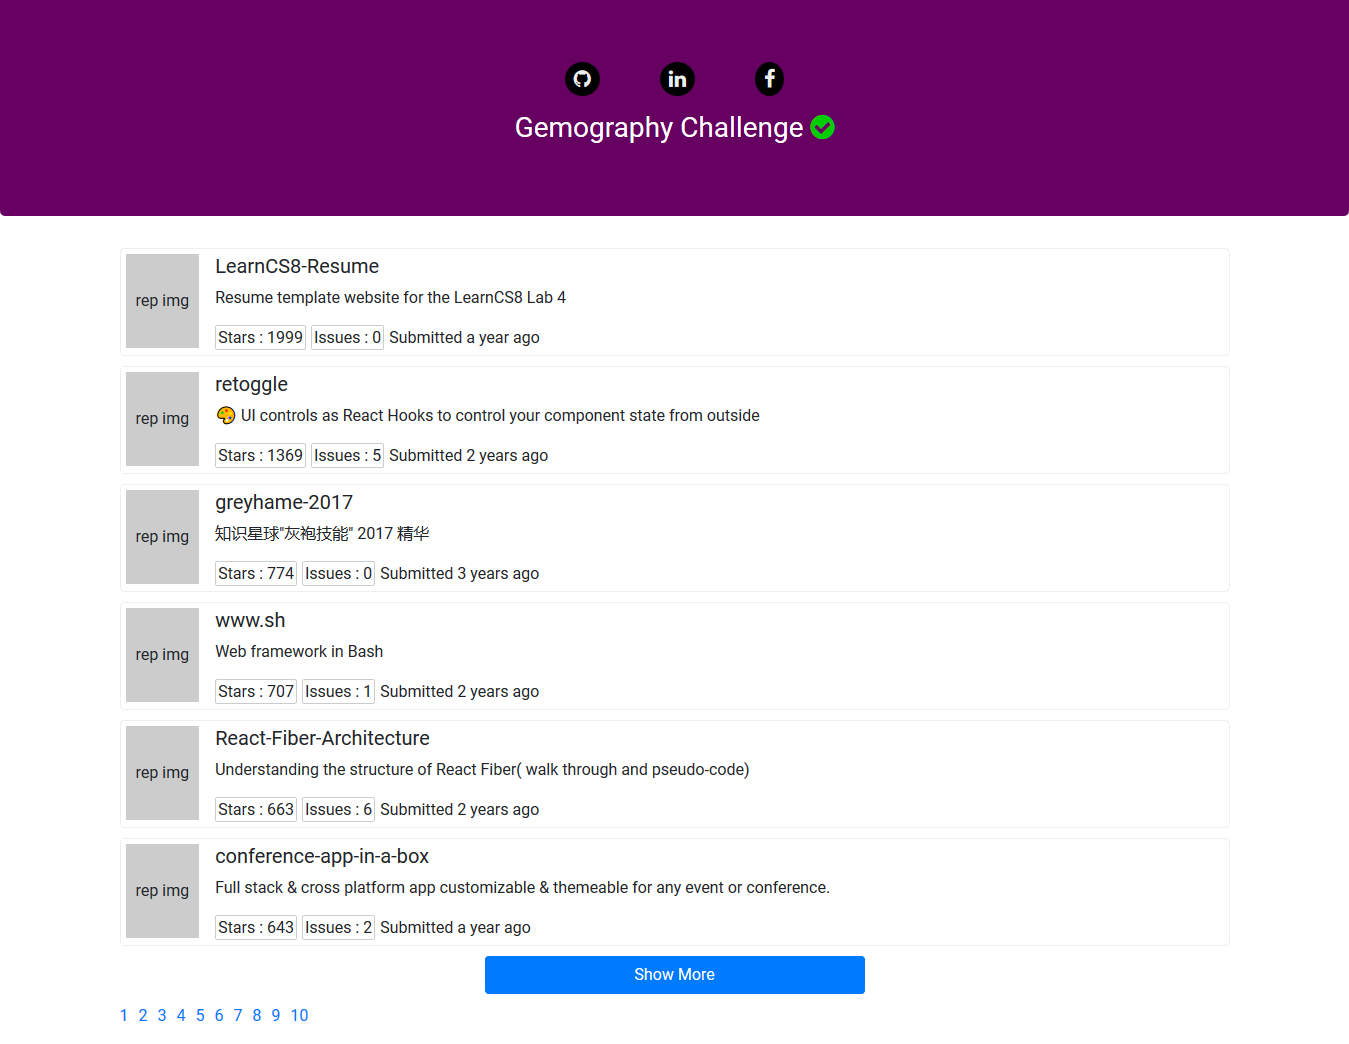 Gemography Challenge
rep img
LearnCS8-Resume
Resume template website for the LearnCS8 Lab 4
Stars : 1999 Issues : 0 Submitted a year ago
rep img
retoggle
🎨 UI controls as React Hooks to control your component state from outside
Stars : 1369 Issues : 5 Submitted 2 years ago
rep img
greyhame-2017
知识星球"灰袍技能" 2017 精华
Stars : 774 Issues : 0 Submitted 3 years ago
rep img
www.sh
Web framework in Bash
Stars : 707 Issues : 1 Submitted 2 years ago
rep img
React-Fiber-Architecture
Understanding the structure of React Fiber( walk through and pseudo-code)
Stars : 663 Issues : 6 Submitted 2 years ago
rep img
conference-app-in-a-box
Full stack & cross platform app customizable & themeable for any event or conference.
Stars : 643 Issues : 2 Submitted a year ago
Show More
1 2 3 4 5 6 7 8 9 10